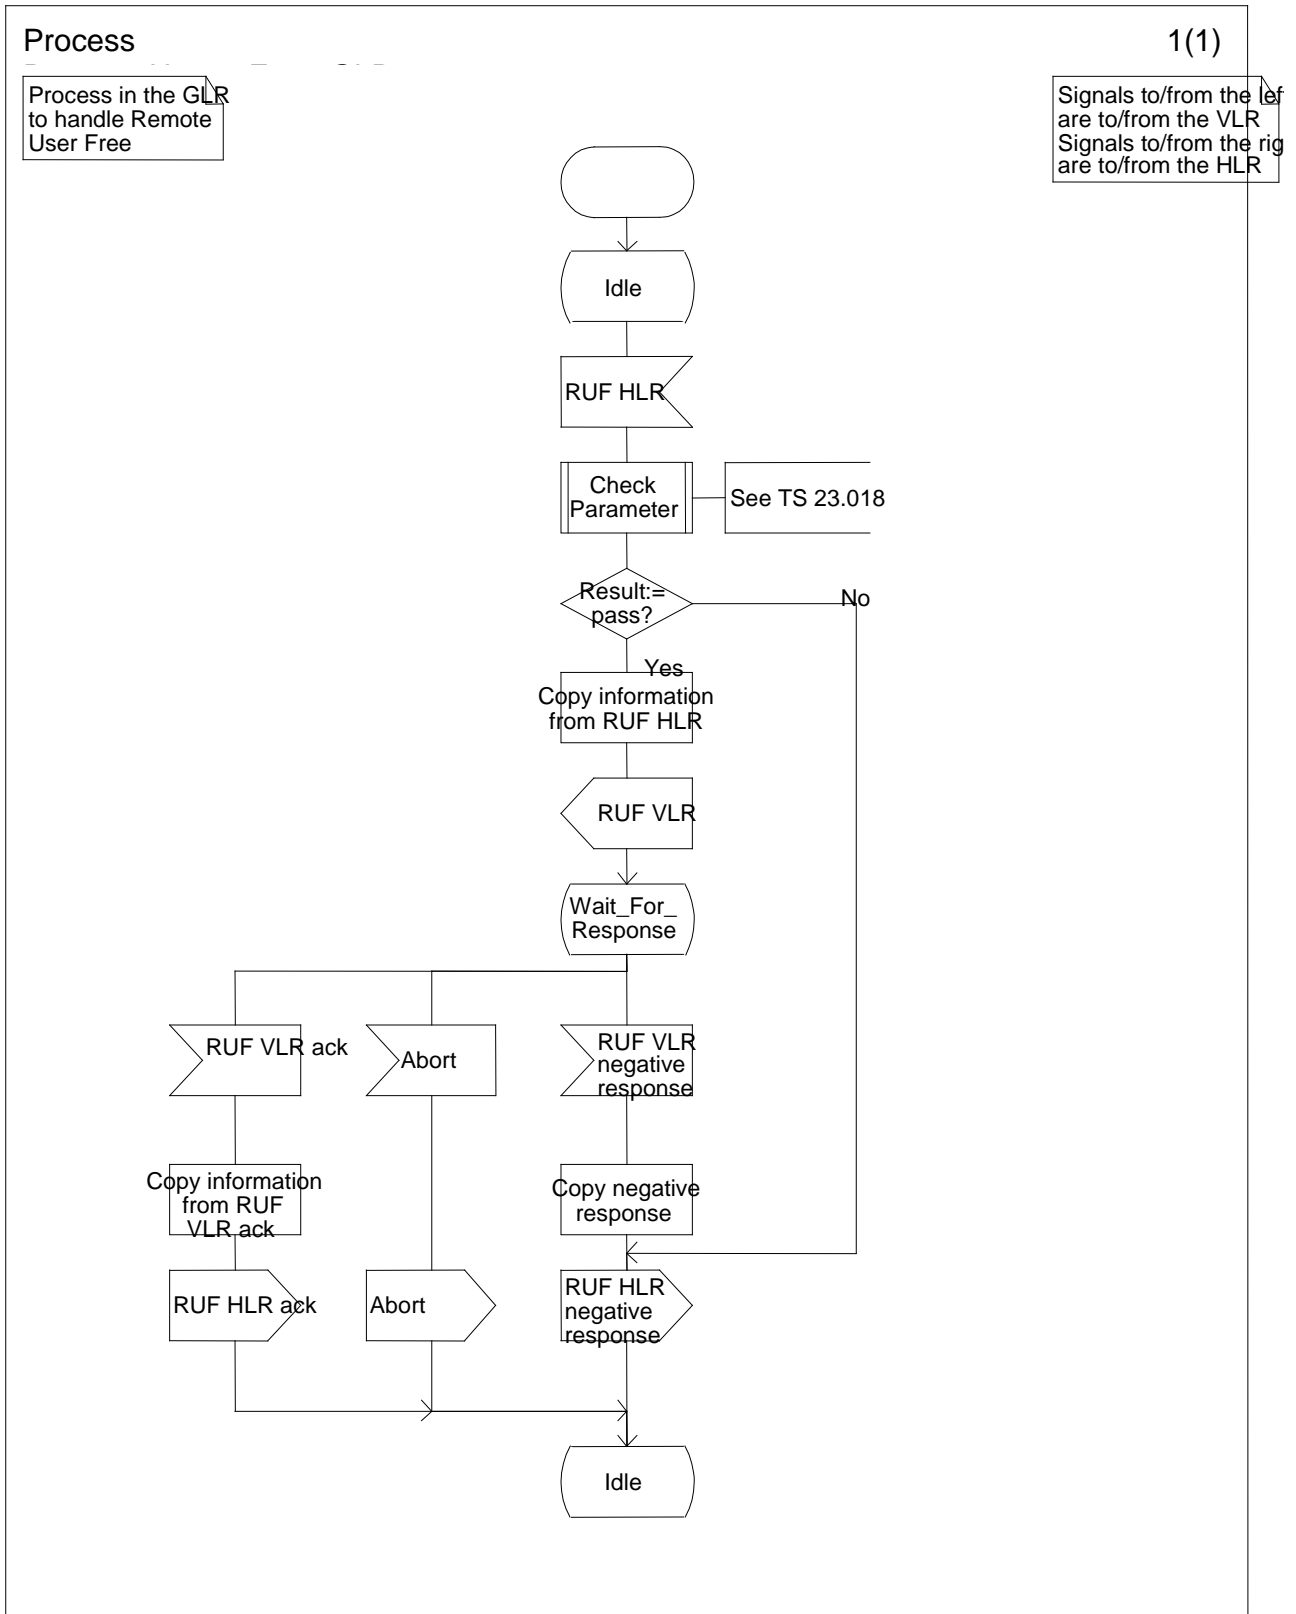 Process
1(1)
Process in the GLR
to handle Remote
User Free
Signals to/from the lef
are to/from the VLR
Signals to/from the rig
are to/from the HLR
Idle
RUF HLR
Check
Parameter
See TS 23.018
Result:=
pass?
No
Yes
Copy information
from RUF HLR
RUF VLR
Wait_For_
Response
RUF VLR ack
Abort
RUF VLR
negative
response
Copy information
from RUF
VLR ack
Copy negative
response
RUF HLR ack
Abort
RUF HLR
negative
response
Idle